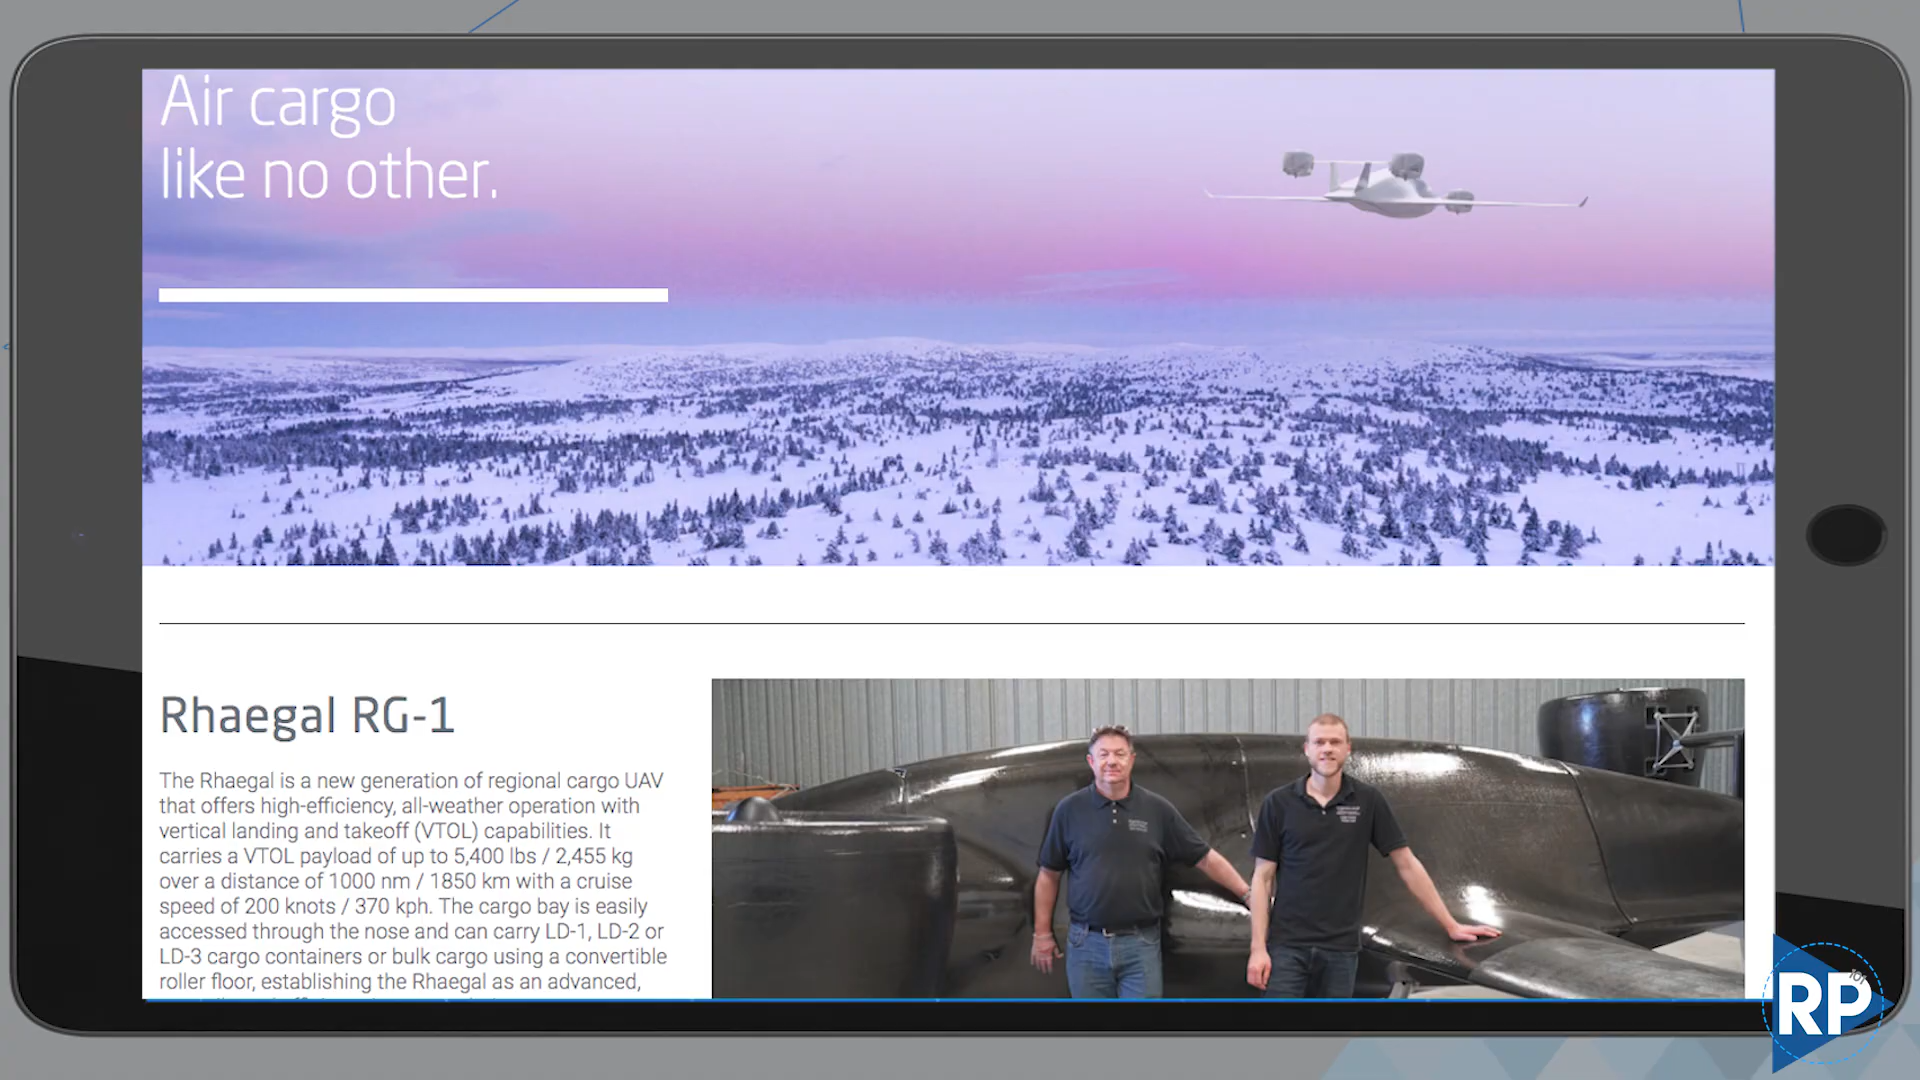 Air cargo
like no other.
Rhaegal RG-1
The Rhaegal is a new generation of regional cargo UAV
that offers high-efficiency, all-weather operation with
vertical landing and takeoff (VTOL) capabilities. It
carries a VTOL payload of up to 5,400 lbs / 2,455 kg
over a distance of 1000 nm / 1850 km with a cruise
speed of 200 knots / 370 kph. The cargo bay is easily
accessed through the nose and can carry LD-1, LD-2 or
LD-3 cargo containers or bulk cargo using a convertible
roller floor, establishing the Rhaegal as an advanced,
RP
101